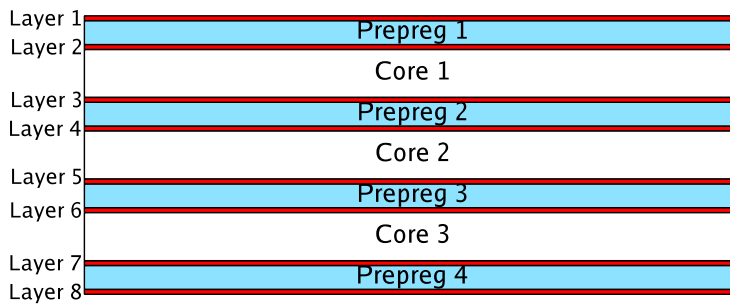 Layer 1
Prepreg 1
Layer 2
Core 1
Layer 3
Prepreg 2
Layer 4
Core 2
Layer 5
Prepreg 3
Layer 6
Core 3
Layer 7
Prepreg 4
Layer 8